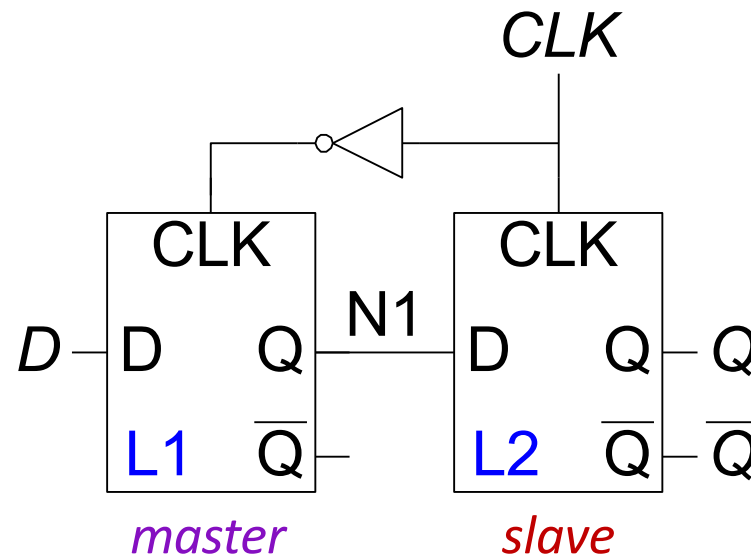 CLK
CLK CLK
N1
D D Q D Q Q
L1 Q̅ L2 Q̅ Q̅
master slave